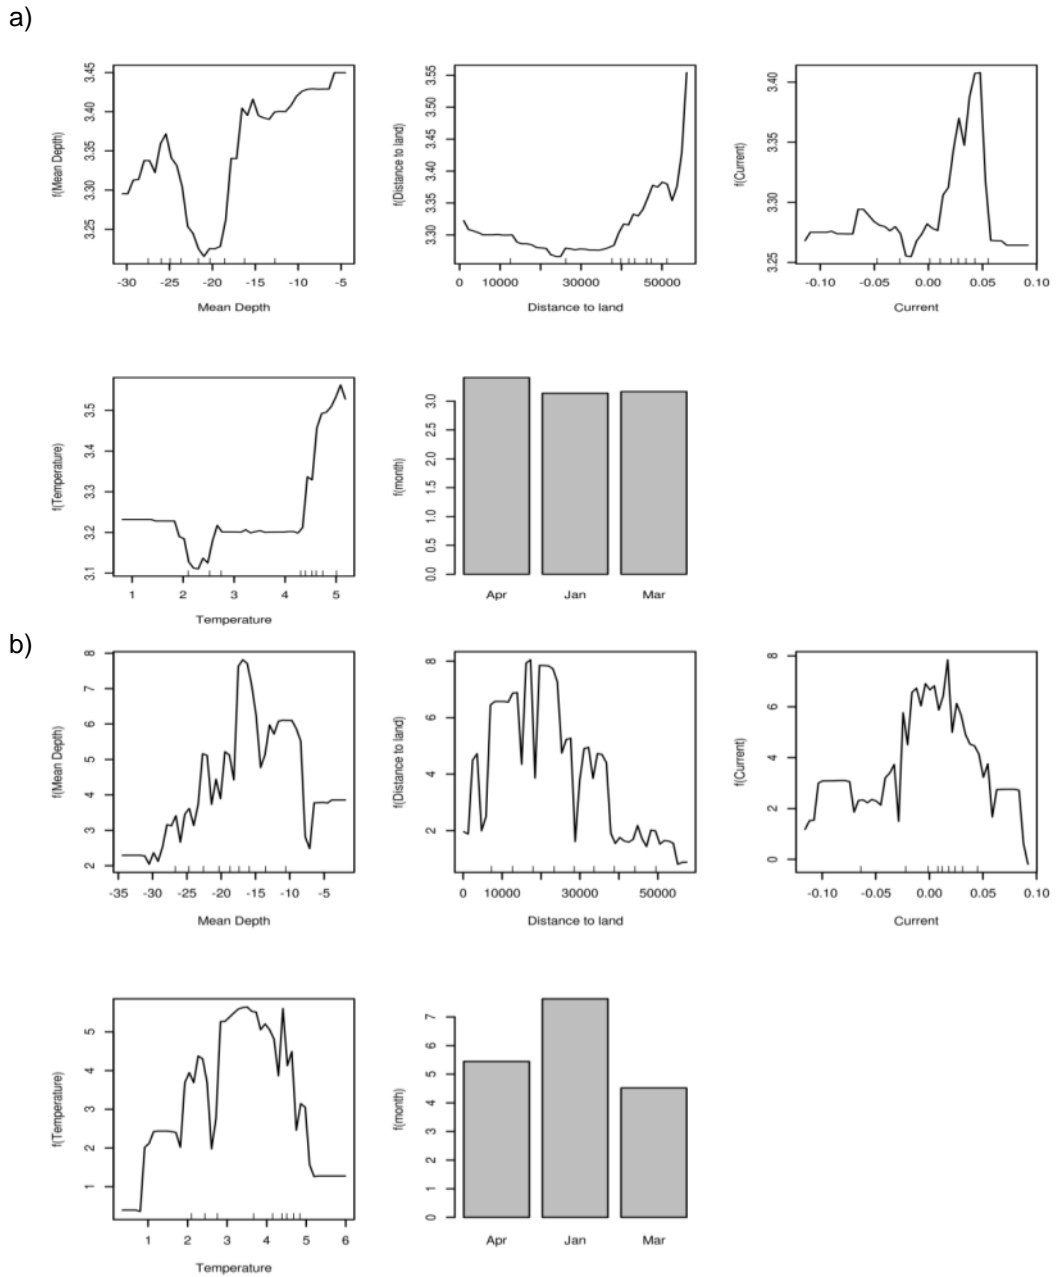 a)
f(Mean Depth)
3.45
3.40
3.35
3.30
3.25
-30 -25 -20 -15 -10 -5
Mean Depth
f(Distance to land)
3.55
3.50
3.45
3.40
3.35
3.30
0 10000 30000 50000
Distance to land
f(Current)
3.40
3.35
3.30
3.25
-0.10 -0.05 0.00 0.05 0.10
Current
f(Temperature)
3.5
3.4
3.3
3.2
3.1
1 2 3 4 5
Temperature
f(month)
3.0
2.5
2.0
1.5
1.0
0.5
0.0
Apr Jan Mar
b)
f(Mean Depth)
8
7
6
5
4
3
2
-35 -30 -25 -20 -15 -10 -5
Mean Depth
f(Distance to land)
8
6
4
2
0 10000 30000 50000
Distance to land
f(Current)
8
6
4
2
0
-0.10 -0.05 0.00 0.05 0.10
Current
f(Temperature)
5
4
3
2
1
1 2 3 4 5 6
Temperature
f(month)
7
6
5
4
3
2
1
0
Apr Jan Mar